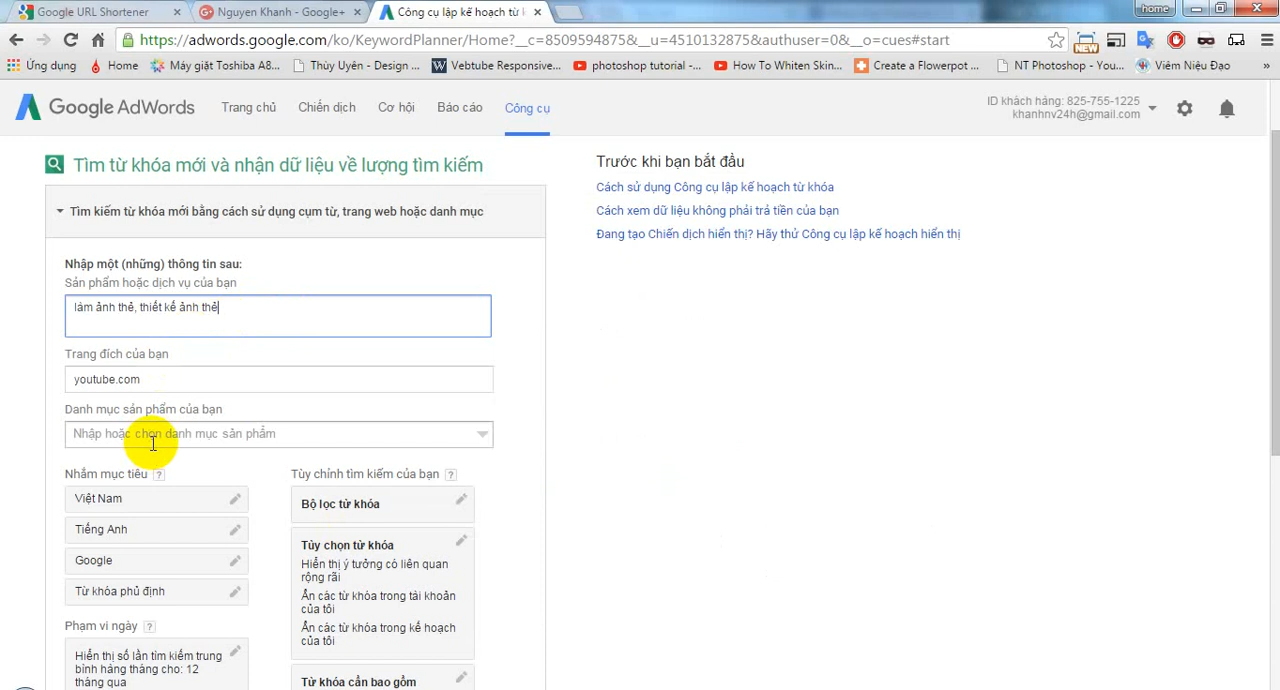 Google URL Shortener
Nguyen Khanh - Google+
Công cụ lập kế hoạch từ k
home
https://adwords.google.com/ko/KeywordPlanner/Home?__c=8509594875&__u=4510132875&authuser=0&__o=cues#start
NEW
Ứng dụng
Home
Máy giặt Toshiba A8...
Thùy Uyên - Design ...
Webtube Responsive...
photoshop tutorial -...
How To Whiten Skin...
Create a Flowerpot ...
NT Photoshop - You...
Viêm Niệu Đạo
»
Google AdWords
Trang chủ
Chiến dịch
Cơ hội
Báo cáo
Công cụ
ID khách hàng: 825-755-1225
khanhnv24h@gmail.com
Tìm từ khóa mới và nhận dữ liệu về lượng tìm kiếm
Tìm kiếm từ khóa mới bằng cách sử dụng cụm từ, trang web hoặc danh mục
Nhập một (những) thông tin sau:
Sản phẩm hoặc dịch vụ của bạn
làm ảnh thẻ, thiết kế ảnh thẻ
Trang đích của bạn
youtube.com
Danh mục sản phẩm của bạn
Nhập hoặc chọn danh mục sản phẩm
Nhắm mục tiêu ?
Việt Nam
Tiếng Anh
Google
Từ khóa phủ định
Phạm vi ngày ?
Hiển thị số lần tìm kiếm trung
bình hàng tháng cho: 12
tháng qua
Tùy chỉnh tìm kiếm của bạn ?
Bộ lọc từ khóa
Tùy chọn từ khóa
Hiển thị ý tưởng có liên quan
rộng rãi
Ẩn các từ khóa trong tài khoản
của tôi
Ẩn các từ khóa trong kế hoạch
của tôi
Từ khóa cần bao gồm
Trước khi bạn bắt đầu
Cách sử dụng Công cụ lập kế hoạch từ khóa
Cách xem dữ liệu không phải trả tiền của bạn
Đang tạo Chiến dịch hiển thị? Hãy thử Công cụ lập kế hoạch hiển thị